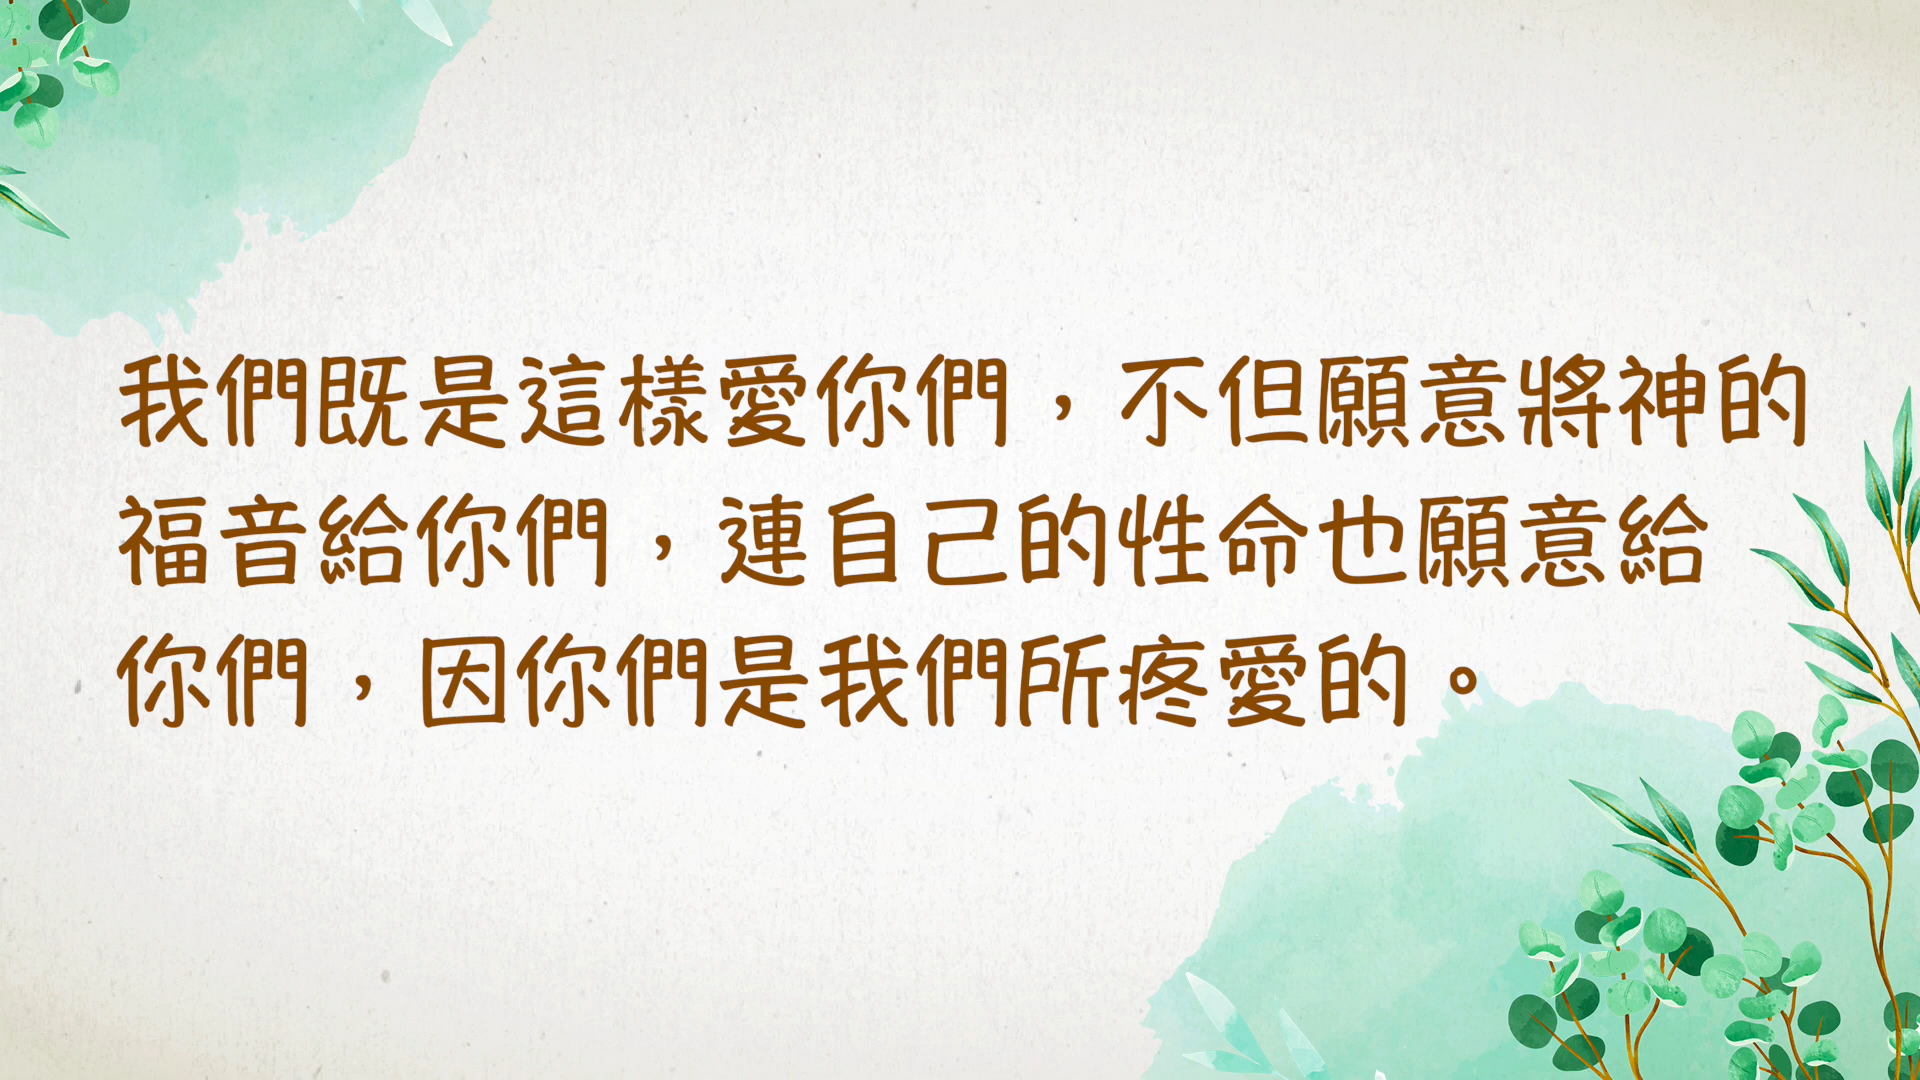 我們既是這樣愛你們，不但願意將神的
福音給你們，連自己的性命也願意給
你們，因你們是我們所疼愛的。